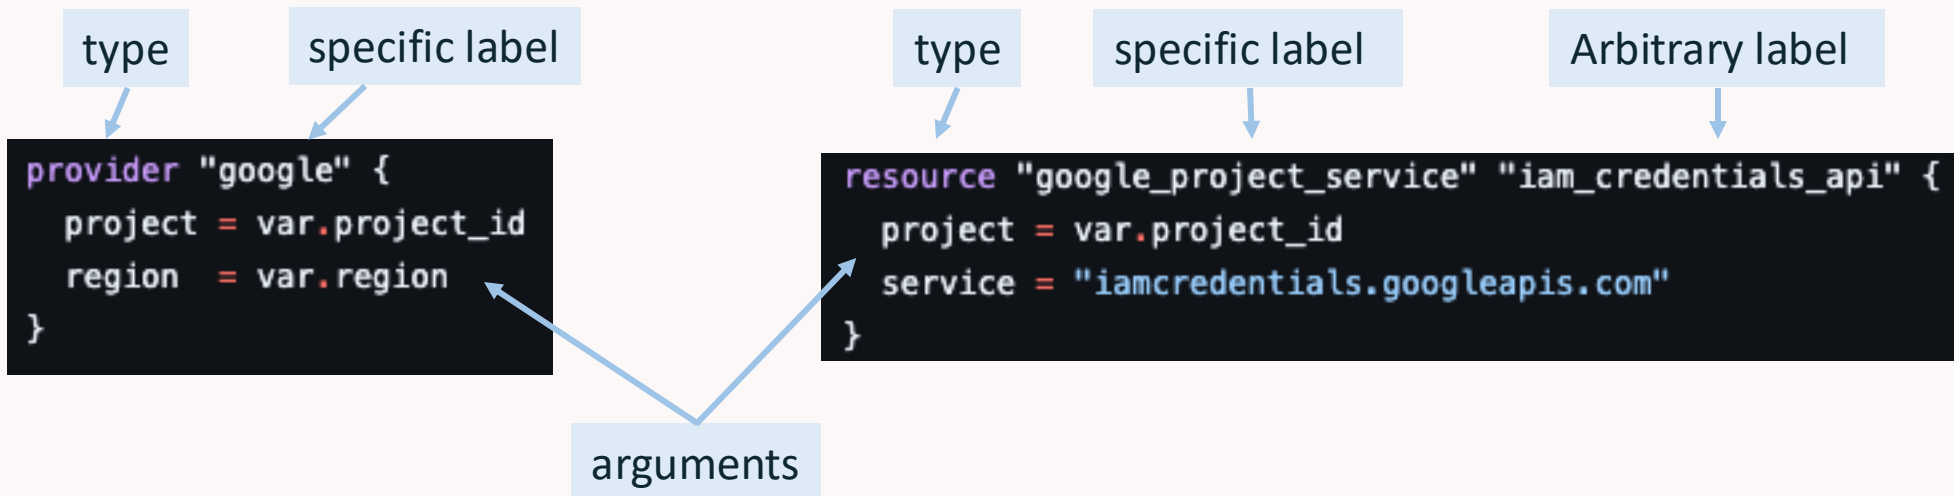 type
specific label
type
specific label
Arbitrary label
provider "google" {
  project = var.project_id
  region  = var.region
}
resource "google_project_service" "iam_credentials_api" {
  project = var.project_id
  service = "iamcredentials.googleapis.com"
}
arguments